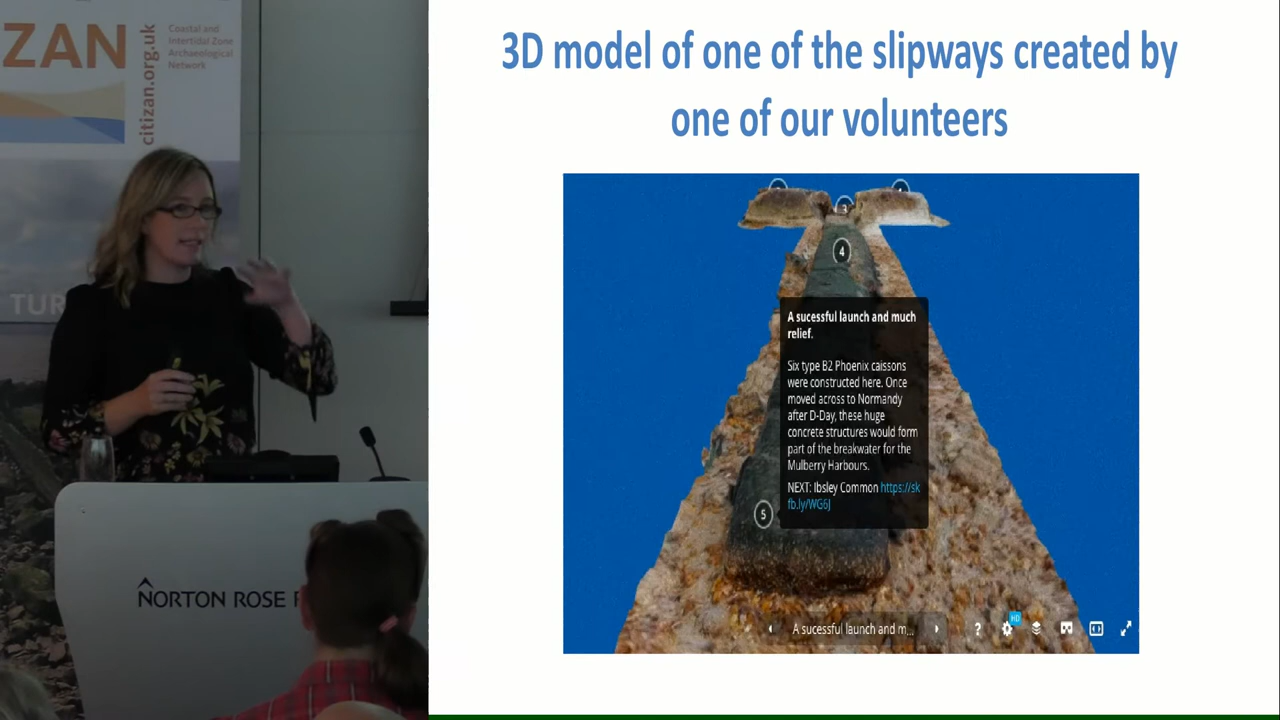 ZAN
citizan.org.uk
Coastal and
Intertidal Zone
Archaeological
Network
TUR
NORTON ROSE
3D model of one of the slipways created by
one of our volunteers
3
4
A sucessful launch and much
relief.
Six type B2 Phoenix caissons
were constructed here. Once
moved across to Normandy
after D-Day, these huge
concrete structures would form
part of the breakwater for the
Mulberry Harbours.
NEXT: Ibsley Common https://sk
fb.ly/WG6J
5
A sucessful launch and m...
?
HD